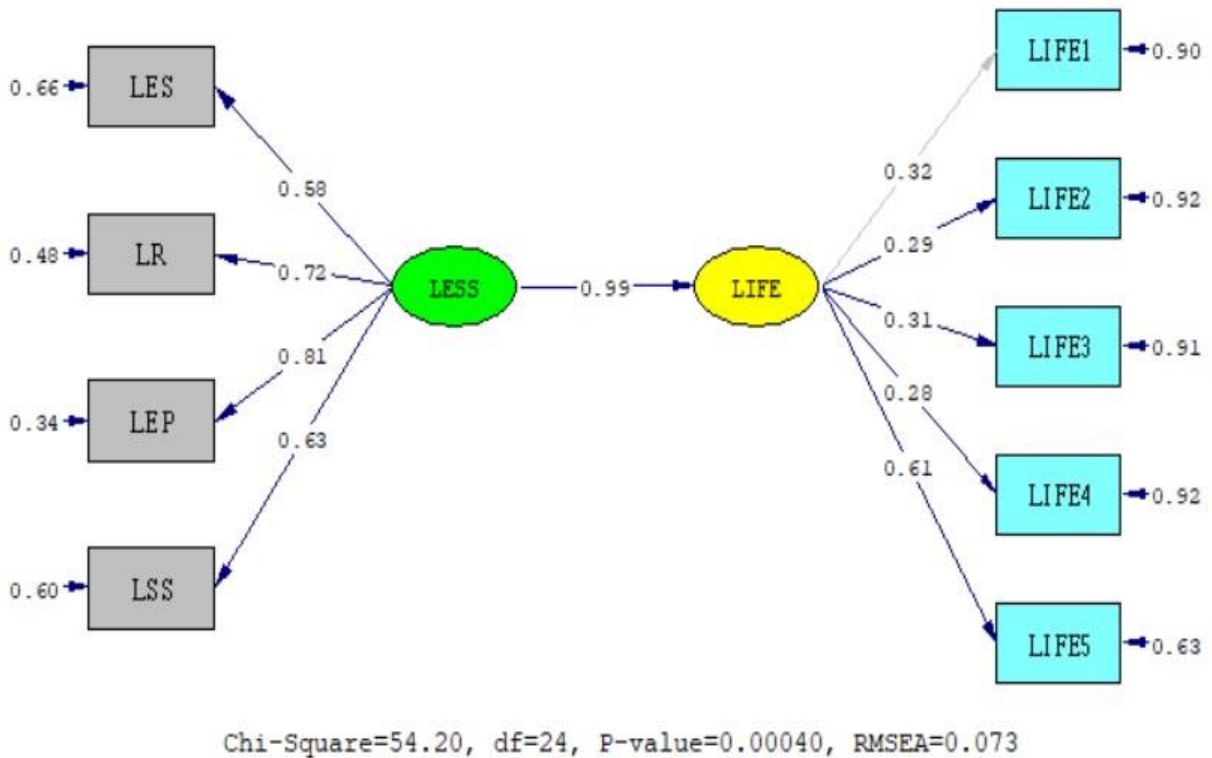 LIFE1
0.90
LES
0.66
0.32
0.58
LIFE2
0.92
0.29
LR
0.48
0.72
LESS
0.99
LIFE
0.31
LIFE3
0.91
0.81
0.28
LEP
0.34
0.63
0.61
LIFE4
0.92
LSS
0.60
LIFE5
0.63
Chi-Square=54.20, df=24, P-value=0.00040, RMSEA=0.073